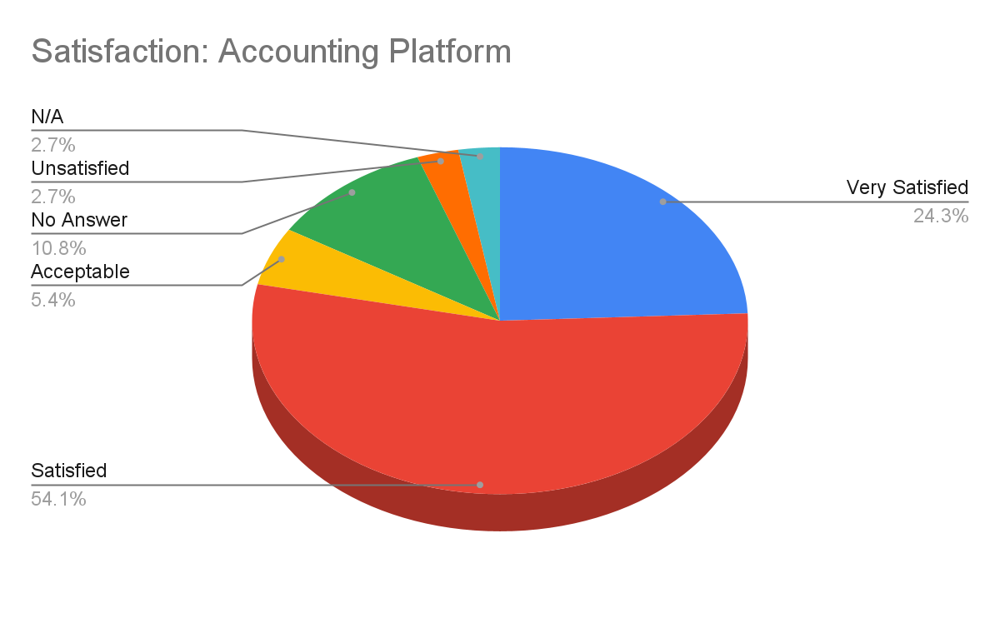 Satisfaction: Accounting Platform
N/A
2.7%
Unsatisfied
2.7%
No Answer
10.8%
Acceptable
5.4%
Satisfied
54.1%
Very Satisfied
24.3%